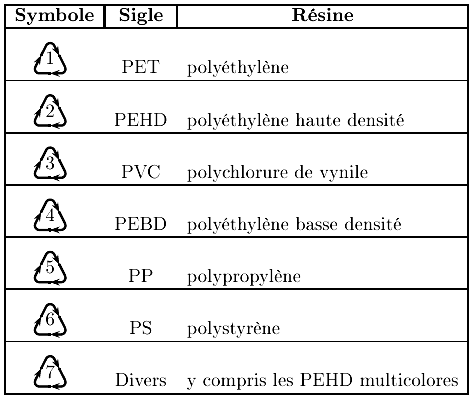 Symbole Sigle Résine
1 PET polyéthylène
2 PEHD polyéthylène haute densité
3 PVC polychlorure de vynile
4 PEBD polyéthylène basse densité
5 PP polypropylène
6 PS polystyrène
7 Divers y compris les PEHD multicolores